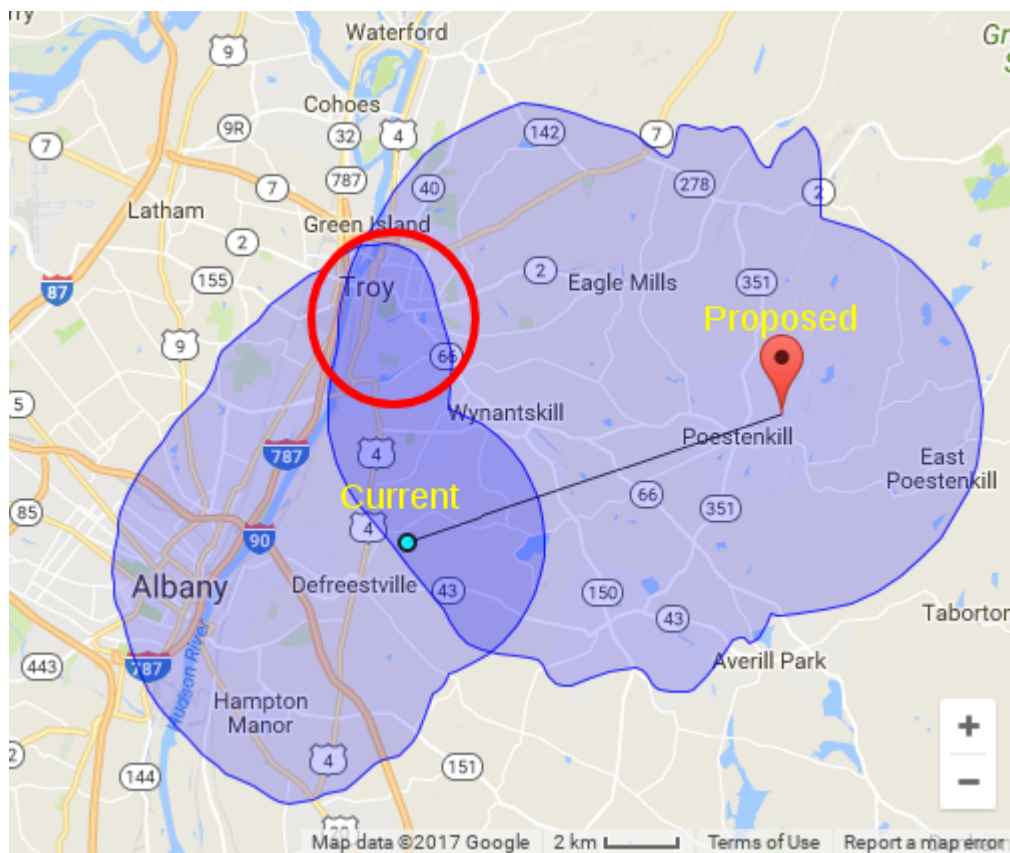 Waterford
Gr
S
9
Cohoes
7
9R
32
4
142
7
787
7
40
278
2
Latham
Green Island
2
155
87
Troy
2
Eagle Mills
351
Proposed
9
66
5
Wynantskill
Poestenkill
787
4
East
Poestenkill
Current
66
351
85
90
4
Albany
Defreestville
43
150
43
Taborton
443
787
Hudson River
Averill Park
Hampton
Manor
+
2
144
4
151
−
20
Map data ©2017 Google
2 km
Terms of Use
Report a map error